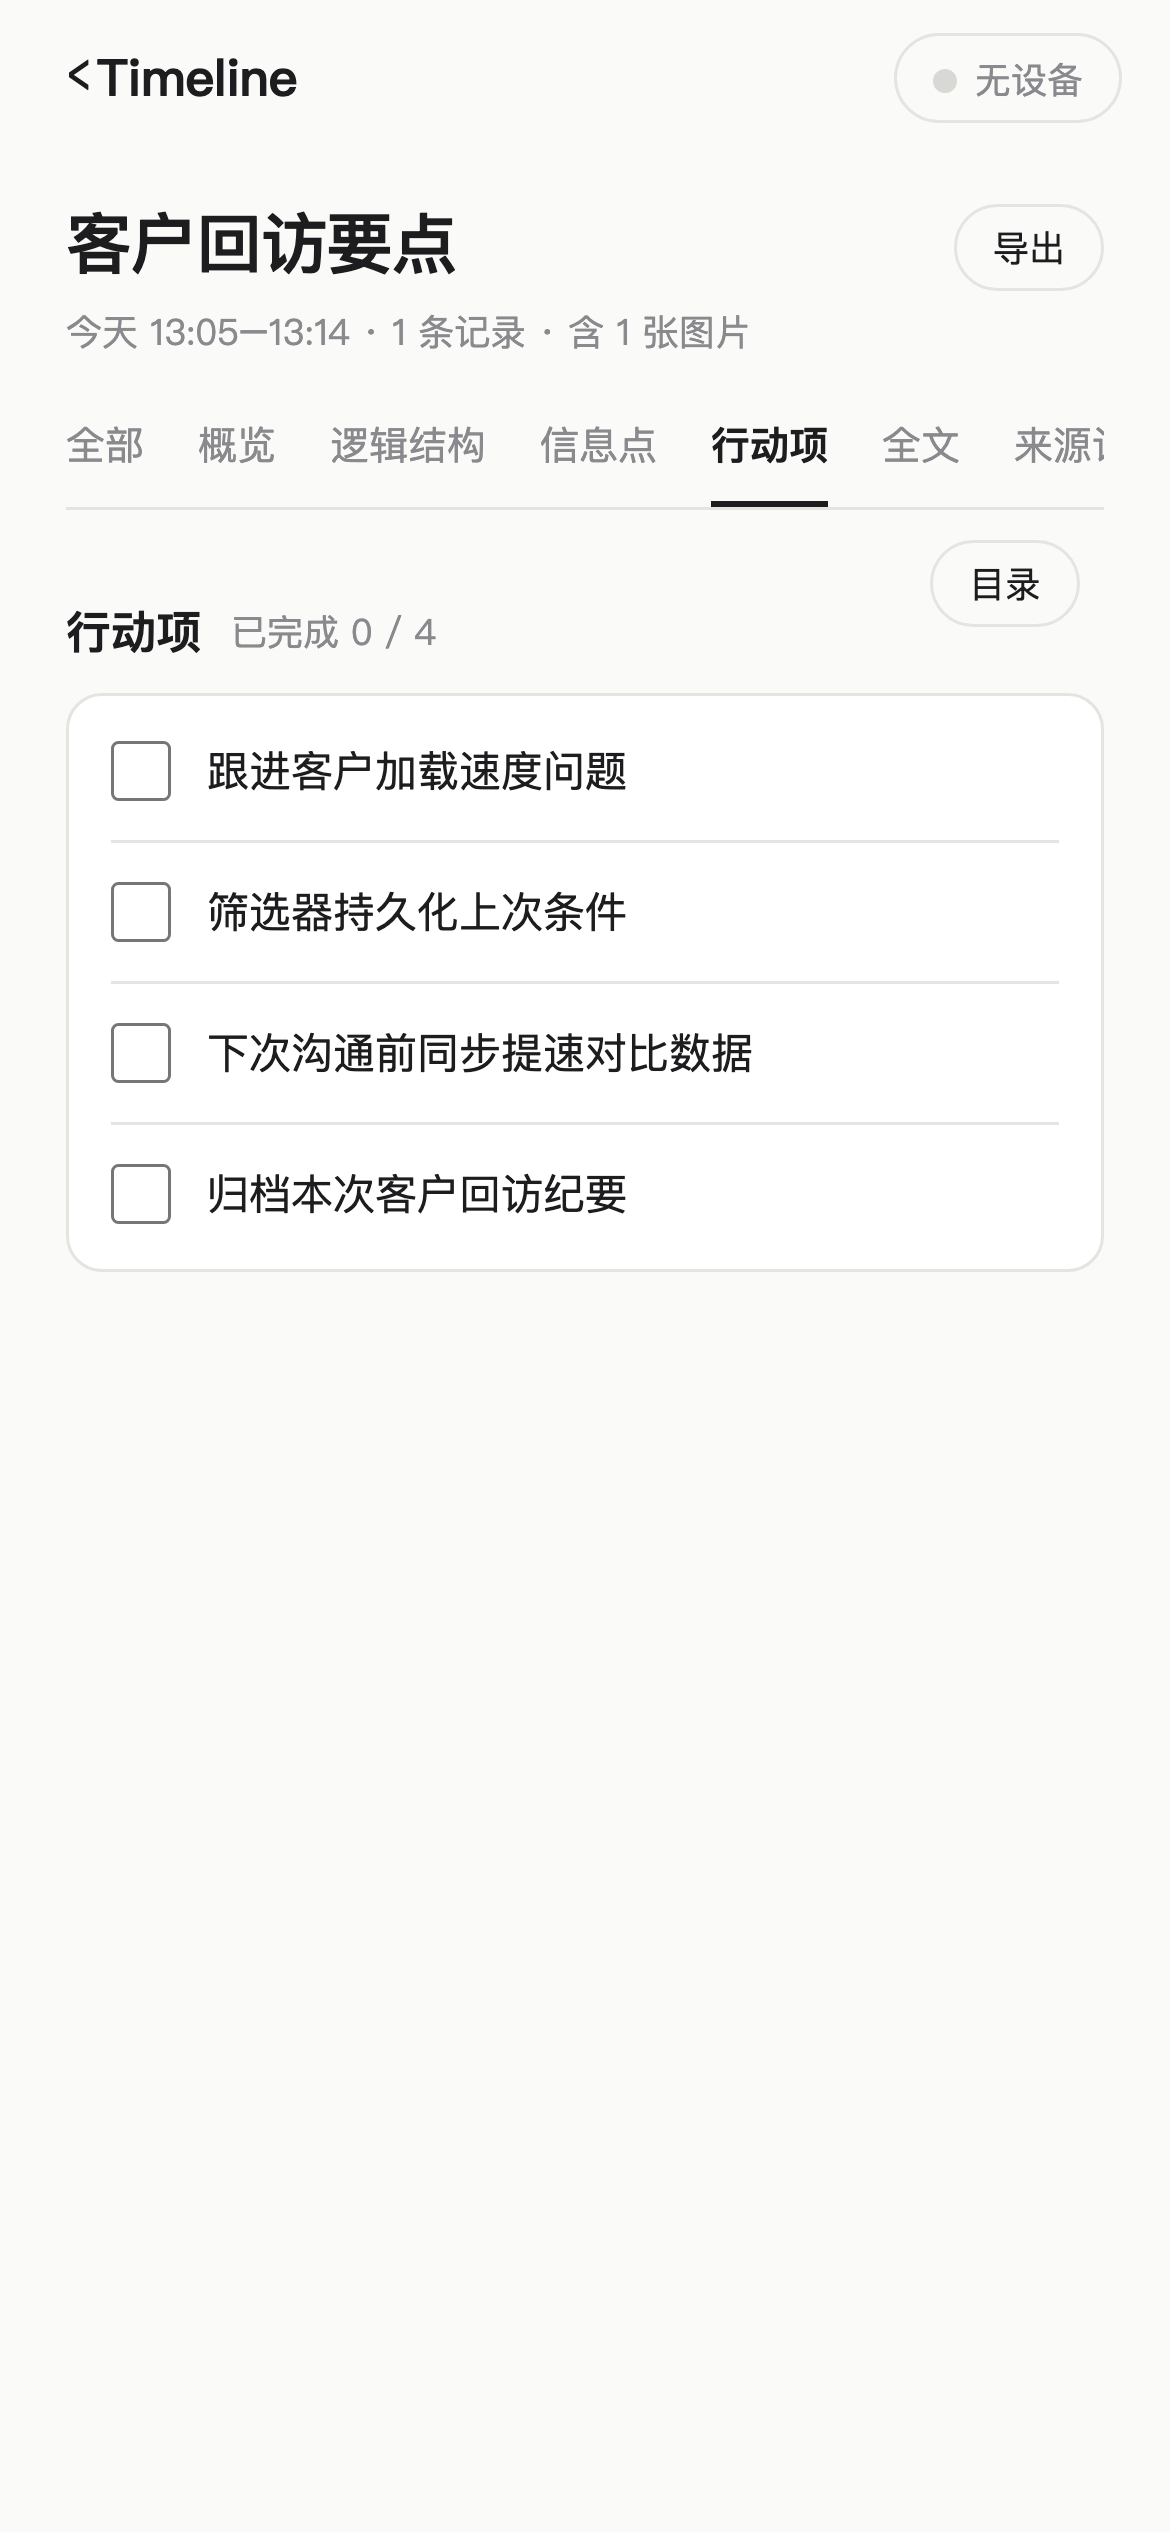 Timeline
无设备
客户回访要点
导出
今天 13:05–13:14 · 1 条记录 · 含 1 张图片
全部 概览 逻辑结构 信息点 行动项 全文 来源
目录
行动项 已完成 0 / 4
跟进客户加载速度问题
筛选器持久化上次条件
下次沟通前同步提速对比数据
归档本次客户回访纪要